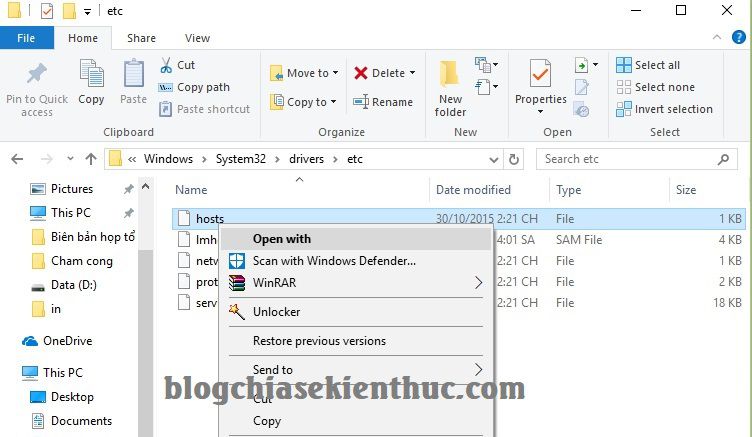 etc
File Home Share View
Pin to Quick access
Copy
Paste
Cut
Copy path
Paste shortcut
Clipboard
Move to
Copy to
Delete
Rename
Organize
New folder
New
Properties
Open
Select all
Select none
Invert selection
Select
« Windows > System32 > drivers > etc
Search etc
Name Date modified Type Size
Pictures
This PC
Biên bản họp tổ
Cham cong
Data (D:)
in
OneDrive
This PC
Desktop
Documents
hosts 30/10/2015 2:21 CH File 1 KB
lmh 4:01 SA SAM File 4 KB
netv 2:21 CH File 1 KB
prot 2:21 CH File 2 KB
serv 2:21 CH File 18 KB
Open with
Scan with Windows Defender...
WinRAR
Unlocker
Restore previous versions
Send to
Cut
Copy
blogchiasekienthuc.com